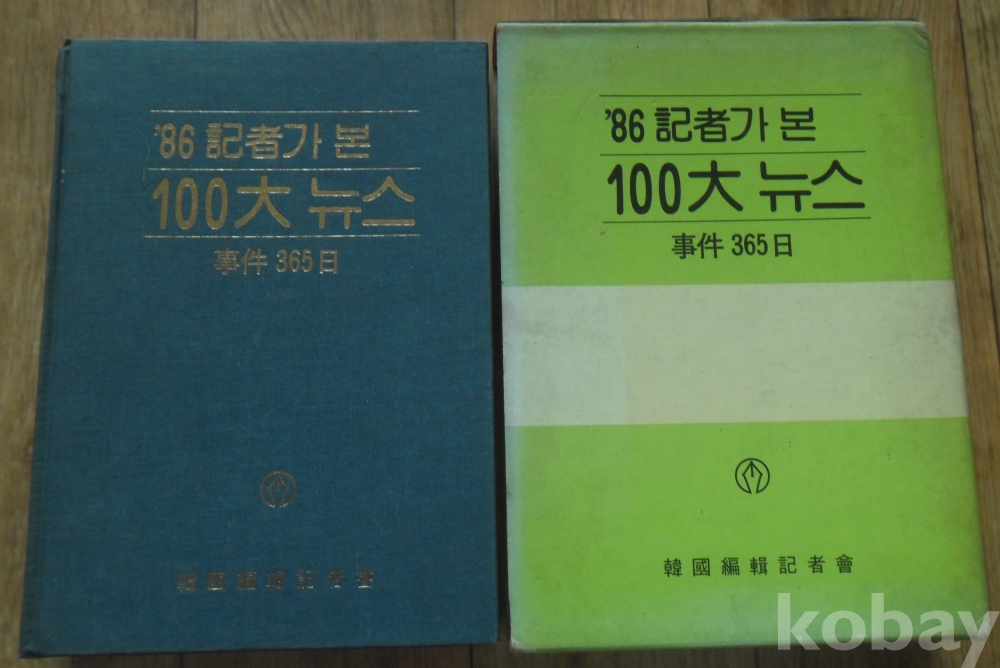 '86 記者가 본
100大 뉴스
事件 365日
韓國編輯記者會
'86 記者가 본
100大 뉴스
事件 365日
韓國編輯記者會
kobay